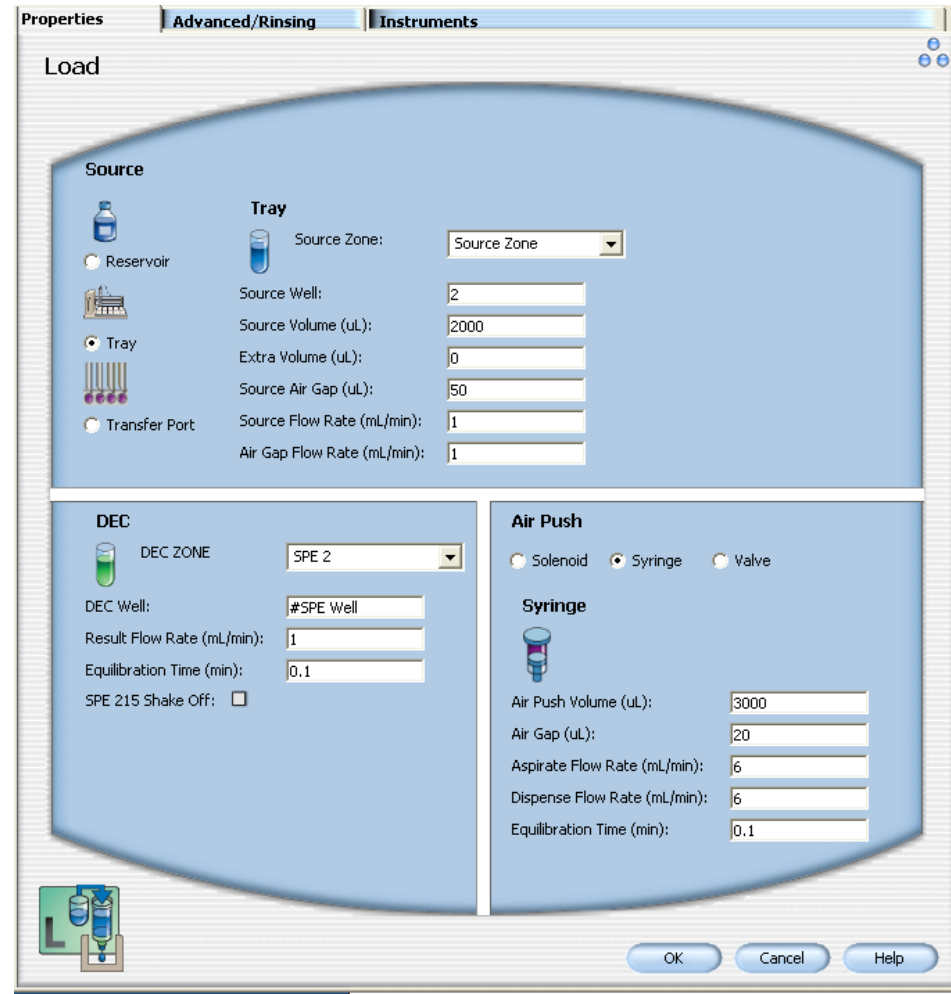 Properties
Advanced/Rinsing
Instruments
Load
Source
Reservoir
Tray
Transfer Port
Tray
Source Zone: Source Zone
Source Well: 2
Source Volume (uL): 2000
Extra Volume (uL): 0
Source Air Gap (uL): 50
Source Flow Rate (mL/min): 1
Air Gap Flow Rate (mL/min): 1
DEC
DEC ZONE SPE 2
DEC Well: #SPE Well
Result Flow Rate (mL/min): 1
Equilibration Time (min): 0.1
SPE 215 Shake Off:
Air Push
Solenoid Syringe Valve
Syringe
Air Push Volume (uL): 3000
Air Gap (uL): 20
Aspirate Flow Rate (mL/min): 6
Dispense Flow Rate (mL/min): 6
Equilibration Time (min): 0.1
L
OK Cancel Help